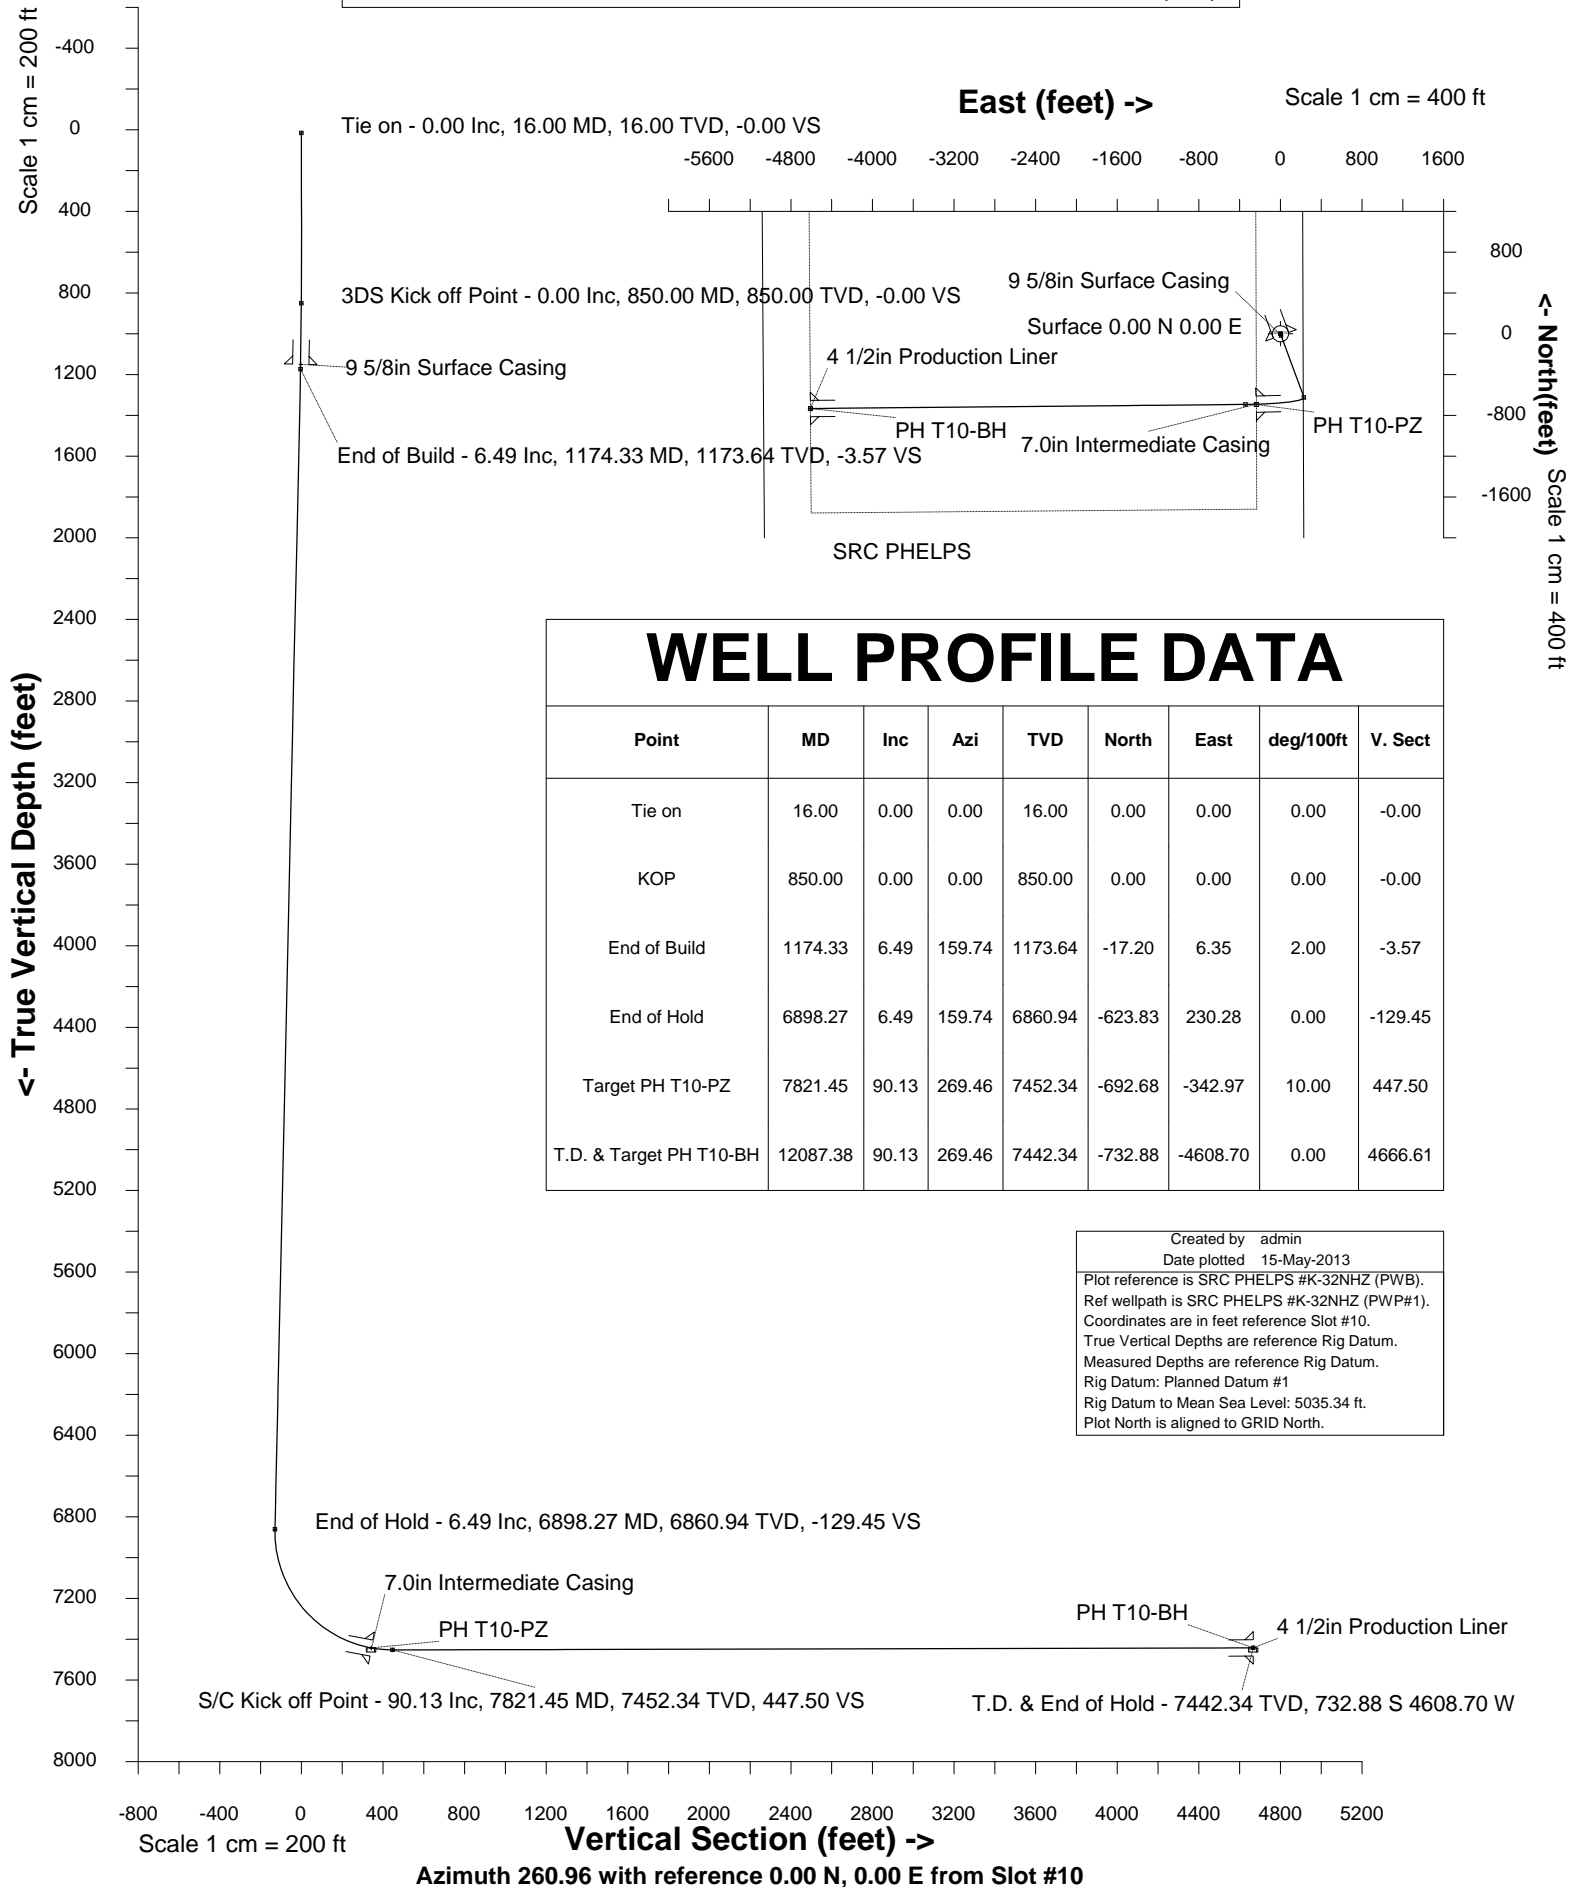 Scale 1 cm = 200 ft
-400
0
400
800
1200
1600
2000
2400
2800
3200
3600
4000
4400
4800
5200
5600
6000
6400
6800
7200
7600
8000
<- True Vertical Depth (feet)
Tie on - 0.00 Inc, 16.00 MD, 16.00 TVD, -0.00 VS
3DS Kick off Point - 0.00 Inc, 850.00 MD, 850.00 TVD, -0.00 VS
9 5/8in Surface Casing
End of Build - 6.49 Inc, 1174.33 MD, 1173.64 TVD, -3.57 VS
East (feet) ->
Scale 1 cm = 400 ft
-5600 -4800 -4000 -3200 -2400 -1600 -800 0 800 1600
800
0
-800
-1600
<- North(feet)
Scale 1 cm = 400 ft
9 5/8in Surface Casing
Surface 0.00 N 0.00 E
4 1/2in Production Liner
PH T10-BH
7.0in Intermediate Casing
PH T10-PZ
SRC PHELPS
WELL PROFILE DATA
Point MD Inc Azi TVD North East deg/100ft V. Sect
Tie on 16.00 0.00 0.00 16.00 0.00 0.00 0.00 -0.00
KOP 850.00 0.00 0.00 850.00 0.00 0.00 0.00 -0.00
End of Build 1174.33 6.49 159.74 1173.64 -17.20 6.35 2.00 -3.57
End of Hold 6898.27 6.49 159.74 6860.94 -623.83 230.28 0.00 -129.45
Target PH T10-PZ 7821.45 90.13 269.46 7452.34 -692.68 -342.97 10.00 447.50
T.D. & Target PH T10-BH 12087.38 90.13 269.46 7442.34 -732.88 -4608.70 0.00 4666.61
Created by admin
Date plotted 15-May-2013
Plot reference is SRC PHELPS #K-32NHZ (PWB).
Ref wellpath is SRC PHELPS #K-32NHZ (PWP#1).
Coordinates are in feet reference Slot #10.
True Vertical Depths are reference Rig Datum.
Measured Depths are reference Rig Datum.
Rig Datum: Planned Datum #1
Rig Datum to Mean Sea Level: 5035.34 ft.
Plot North is aligned to GRID North.
End of Hold - 6.49 Inc, 6898.27 MD, 6860.94 TVD, -129.45 VS
7.0in Intermediate Casing
PH T10-PZ
PH T10-BH
4 1/2in Production Liner
S/C Kick off Point - 90.13 Inc, 7821.45 MD, 7452.34 TVD, 447.50 VS
T.D. & End of Hold - 7442.34 TVD, 732.88 S 4608.70 W
-800 -400 0 400 800 1200 1600 2000 2400 2800 3200 3600 4000 4400 4800 5200
Scale 1 cm = 200 ft
Vertical Section (feet) ->
Azimuth 260.96 with reference 0.00 N, 0.00 E from Slot #10